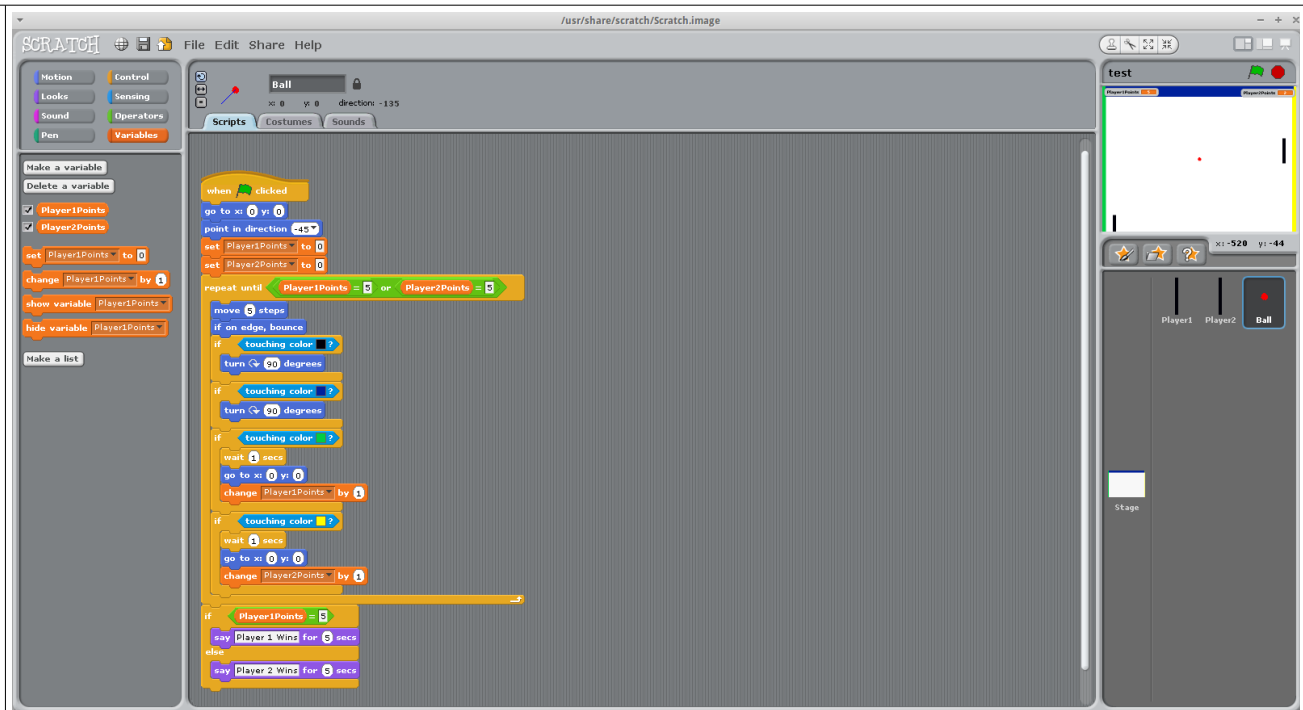 /usr/share/scratch/Scratch.image
SCRATCH File Edit Share Help
Motion Control
Looks Sensing
Sound Operators
Pen Variables
Make a variable
Delete a variable
Player1Points
Player2Points
set Player1Points to 0
change Player1Points by 1
show variable Player1Points
hide variable Player1Points
Make a list
Ball
x: 0 y: 0 direction: -135
Scripts Costumes Sounds
when clicked
go to x: 0 y: 0
point in direction -45
set Player1Points to 0
set Player2Points to 0
repeat until Player1Points = 5 or Player2Points = 5
move 5 steps
if on edge, bounce
if touching color ?
turn 90 degrees
if touching color ?
turn 90 degrees
if touching color ?
wait 1 secs
go to x: 0 y: 0
change Player1Points by 1
if touching color ?
wait 1 secs
go to x: 0 y: 0
change Player2Points by 1
if Player1Points = 5
say Player 1 Wins for 5 secs
else
say Player 2 Wins for 5 secs
test
Player1Points Player2Points
x: -520 y: -44
Player1 Player2 Ball
Stage